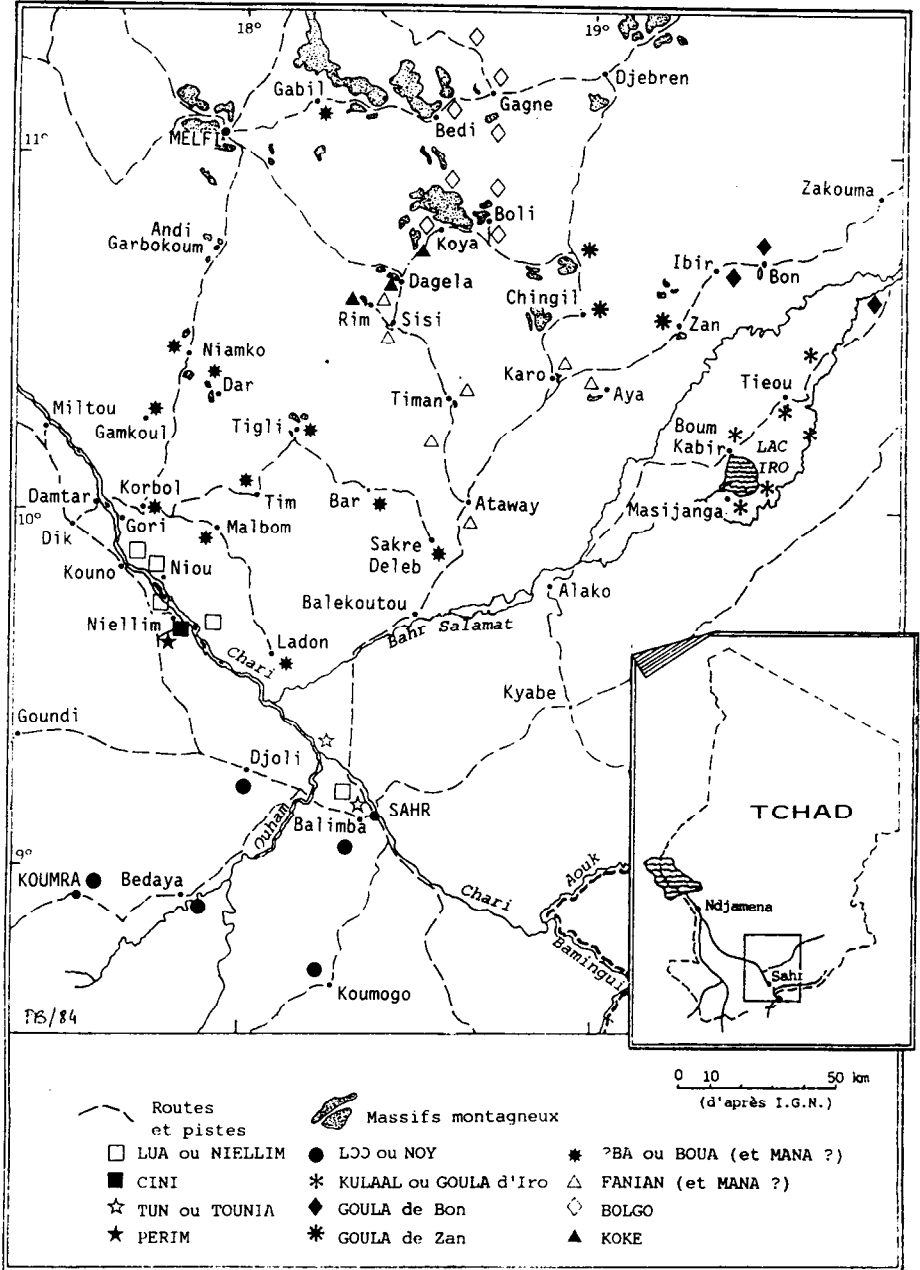 18°
19°
Gabil
Djebren
Gagne
Bedi
MELFI
11°
Zakouma
Boli
Andi
Garbokoum
Koya
Ibir
Bon
Dagela
Chingil
Rim
Sisi
Zan
Niamko
Karo
Tieou
Dar
Aya
Miltou
Timan
Gamkoul
Tigli
Boum
Kabir
LAC
IRO
Korbol
Tim
Bar
Ataway
Damtar
10°
Gori
Malbom
Masijanga
Dik
Sakre
Deleb
Kouno
Niou
Alako
Balekoutou
Niellim
Bahr Salamat
Ladon
Chari
Kyabe
Goundi
Djoli
TCHAD
SAHR
Balimba
Ouham
9°
KOUMRA
Bedaya
Chari
Aouk
Ndjamena
Bamingui
Sahr
Koumogo
PB/84
0 10 50 km
(d'après I.G.N.)
Routes
et pistes
Massifs montagneux
LUA ou NIELLIM
LƆƆ ou NOY
ʔBA ou BOUA (et MANA ?)
CINI
KULAAL ou GOULA d'Iro
FANIAN (et MANA ?)
TUN ou TOUNIA
GOULA de Bon
BOLGO
PERIM
GOULA de Zan
KOKE